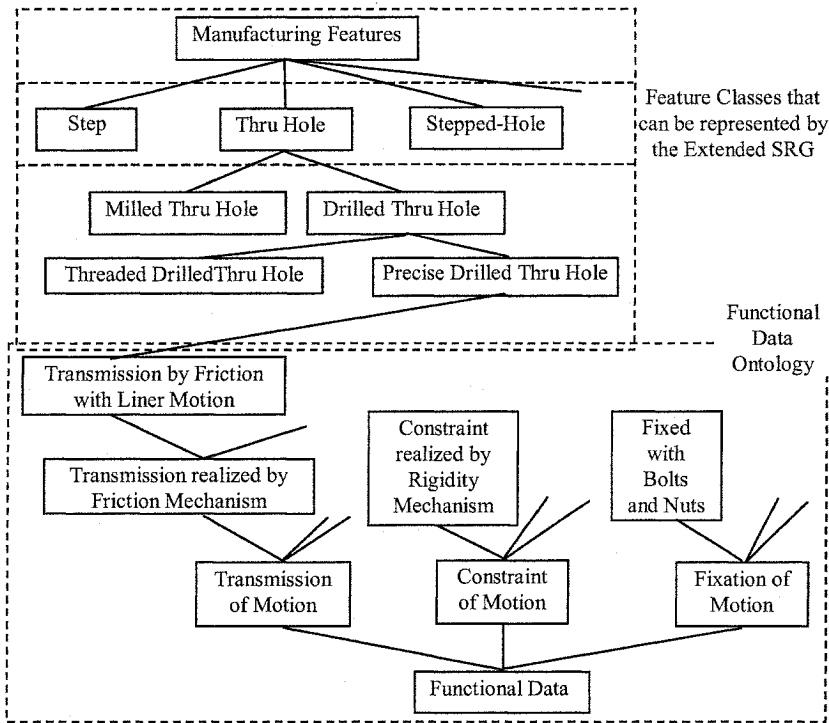 Manufacturing Features
Feature Classes that
can be represented by
the Extended SRG
Step
Thru Hole
Stepped-Hole
Milled Thru Hole
Drilled Thru Hole
Threaded DrilledThru Hole
Precise Drilled Thru Hole
Functional
Data
Ontology
Transmission by Friction
with Liner Motion
Constraint
realized by
Rigidity
Mechanism
Fixed
with
Bolts
and Nuts
Transmission realized by
Friction Mechanism
Transmission
of Motion
Constraint
of Motion
Fixation of
Motion
Functional Data